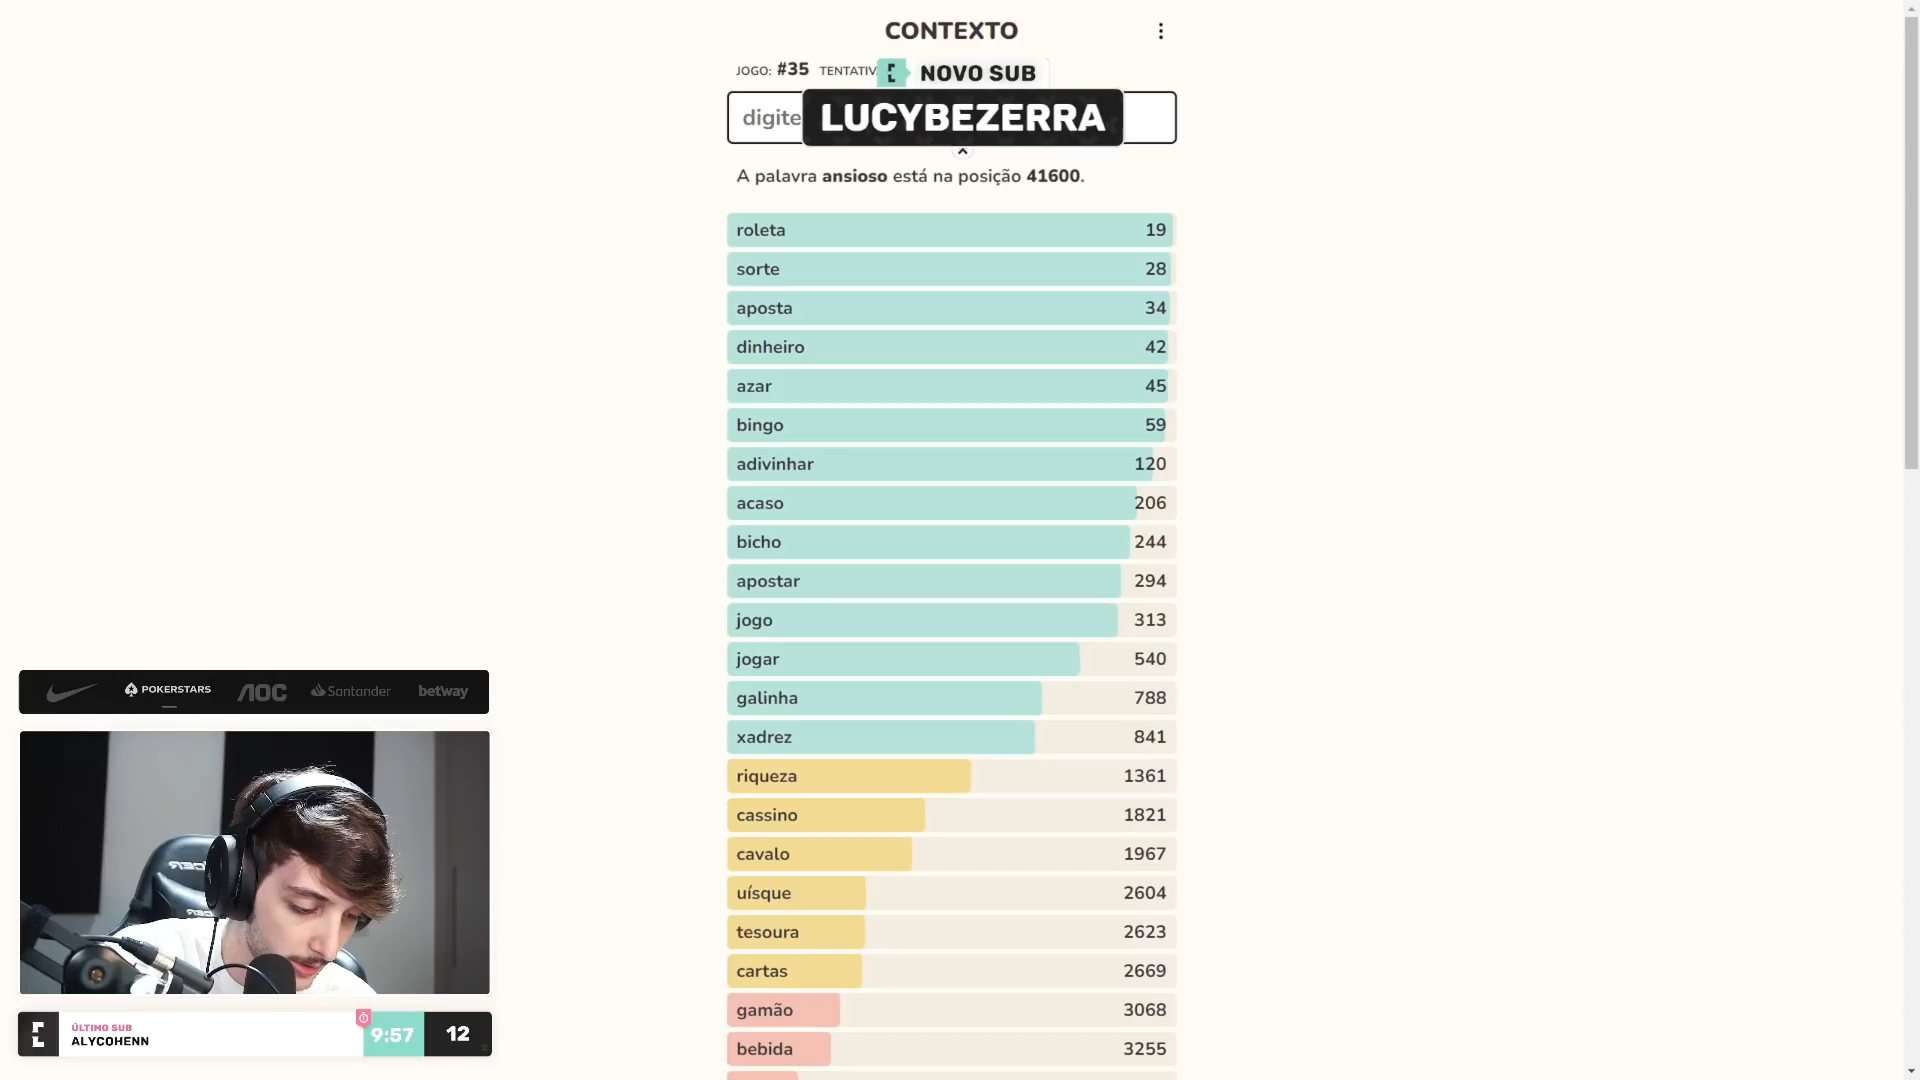 CONTEXTO
JOGO: #35 TENTATIV
NOVO SUB
digite
LUCYBEZERRA
A palavra ansioso está na posição 41600.
roleta 19
sorte 28
aposta 34
dinheiro 42
azar 45
bingo 59
adivinhar 120
acaso 206
bicho 244
apostar 294
jogo 313
jogar 540
galinha 788
xadrez 841
riqueza 1361
cassino 1821
cavalo 1967
uísque 2604
tesoura 2623
cartas 2669
gamão 3068
bebida 3255
POKERSTARS AOC Santander betway
ÚLTIMO SUB
ALYCOHENN
9:57
12